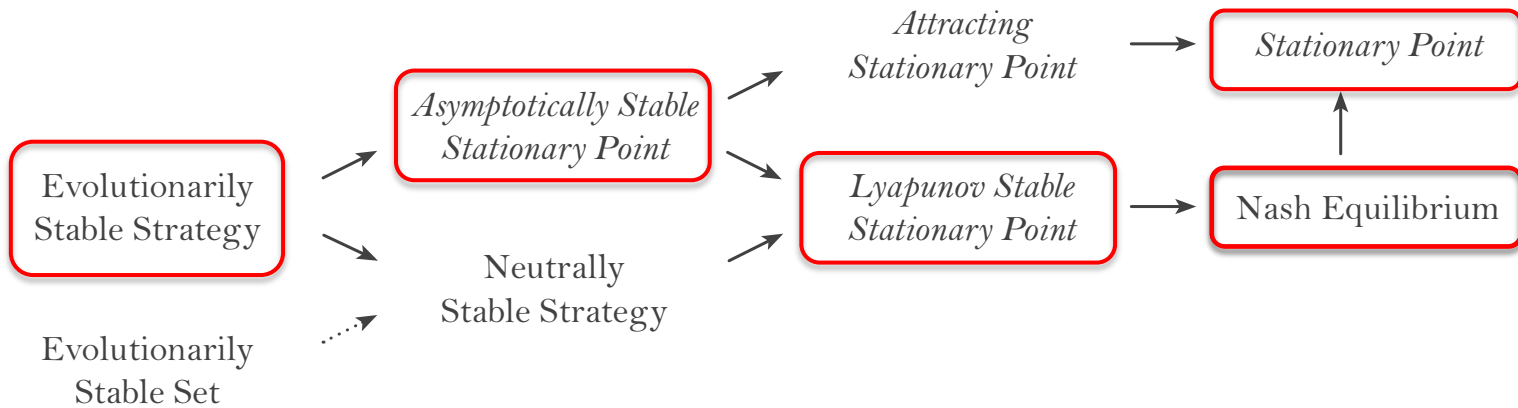 Attracting
Stationary Point
Stationary Point
Asymptotically Stable
Stationary Point
Evolutionarily
Stable Strategy
Lyapunov Stable
Stationary Point
Nash Equilibrium
Neutrally
Stable Strategy
Evolutionarily
Stable Set